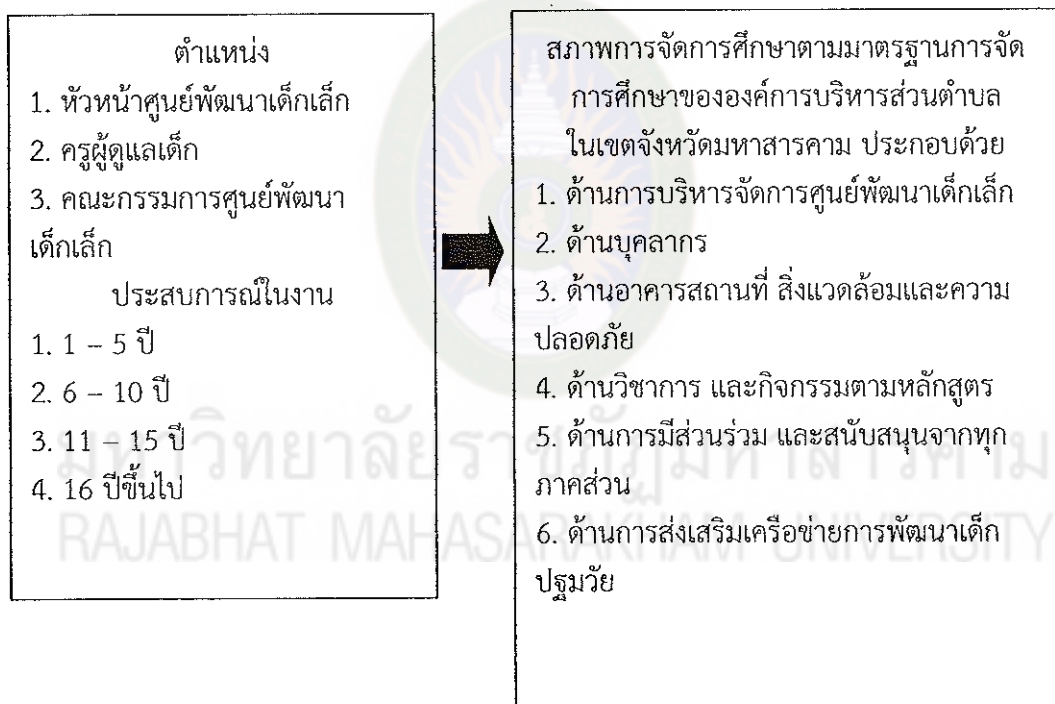 ตำแหน่ง
1. หัวหน้าศูนย์พัฒนาเด็กเล็ก
2. ครูผู้ดูแลเด็ก
3. คณะกรรมการศูนย์พัฒนา
เด็กเล็ก
ประสบการณ์ในงาน
1. 1 – 5 ปี
2. 6 – 10 ปี
3. 11 – 15 ปี
4. 16 ปีขึ้นไป
สภาพการจัดการศึกษาตามมาตรฐานการจัด
การศึกษาขององค์การบริหารส่วนตำบล
ในเขตจังหวัดมหาสารคาม ประกอบด้วย
1. ด้านการบริหารจัดการศูนย์พัฒนาเด็กเล็ก
2. ด้านบุคลากร
3. ด้านอาคารสถานที่ สิ่งแวดล้อมและความ
ปลอดภัย
4. ด้านวิชาการ และกิจกรรมตามหลักสูตร
5. ด้านการมีส่วนร่วม และสนับสนุนจากทุก
ภาคส่วน
6. ด้านการส่งเสริมเครือข่ายการพัฒนาเด็ก
ปฐมวัย
มหาวิทยาลัยราชภัฏมหาสารคาม
RAJABHAT MAHASARAKHAM UNIVERSITY